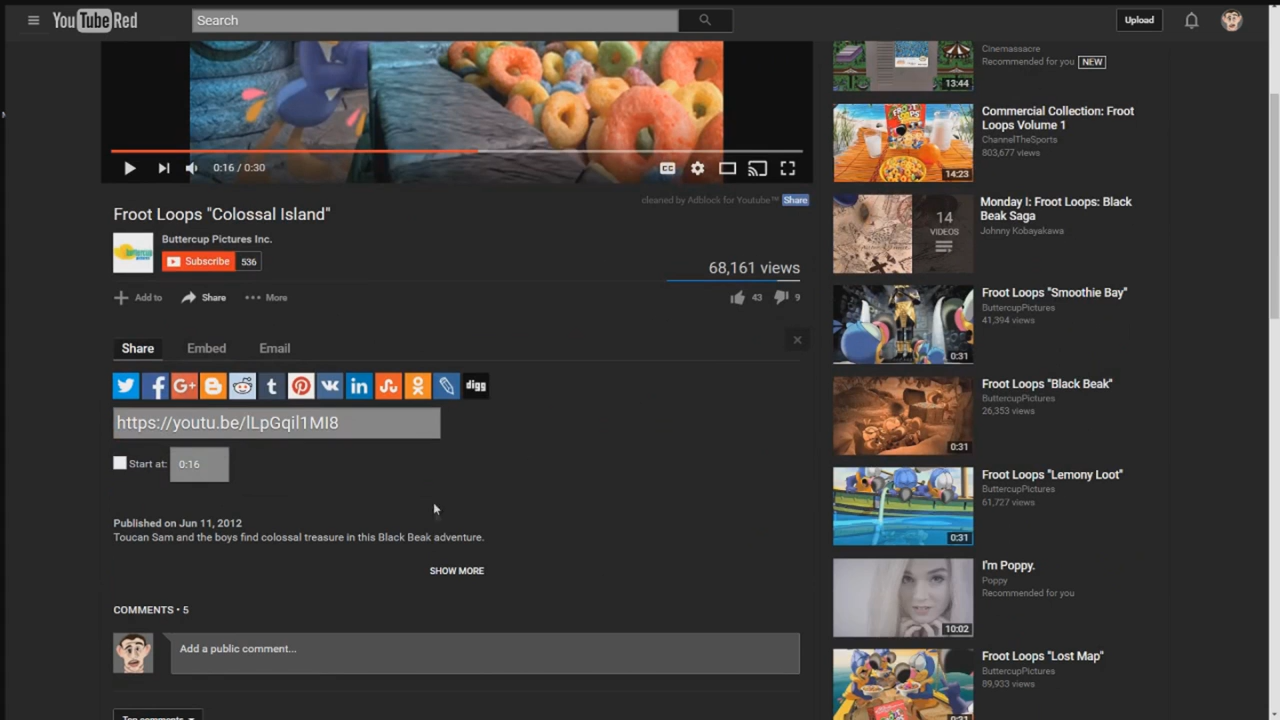 YouTube Red
Search
Upload
0:16 / 0:30
CC
cleaned by Adblock for Youtube™ Share
Froot Loops "Colossal Island"
Buttercup Pictures Inc.
Subscribe 536
68,161 views
Add to Share More
43 9
Share Embed Email
digg
https://youtu.be/lLpGqil1MI8
Start at: 0:16
Published on Jun 11, 2012
Toucan Sam and the boys find colossal treasure in this Black Beak adventure.
SHOW MORE
COMMENTS • 5
Add a public comment...
Top comments
Cinemassacre
Recommended for you NEW
13:44
Commercial Collection: Froot
Loops Volume 1
ChannelTheSports
803,677 views
14:23
Monday I: Froot Loops: Black
Beak Saga
Johnny Kobayakawa
14
VIDEOS
Froot Loops "Smoothie Bay"
ButtercupPictures
41,394 views
0:31
Froot Loops "Black Beak"
ButtercupPictures
26,353 views
0:31
Froot Loops "Lemony Loot"
ButtercupPictures
61,727 views
0:31
I'm Poppy.
Poppy
Recommended for you
10:02
Froot Loops "Lost Map"
ButtercupPictures
89,933 views
0:31